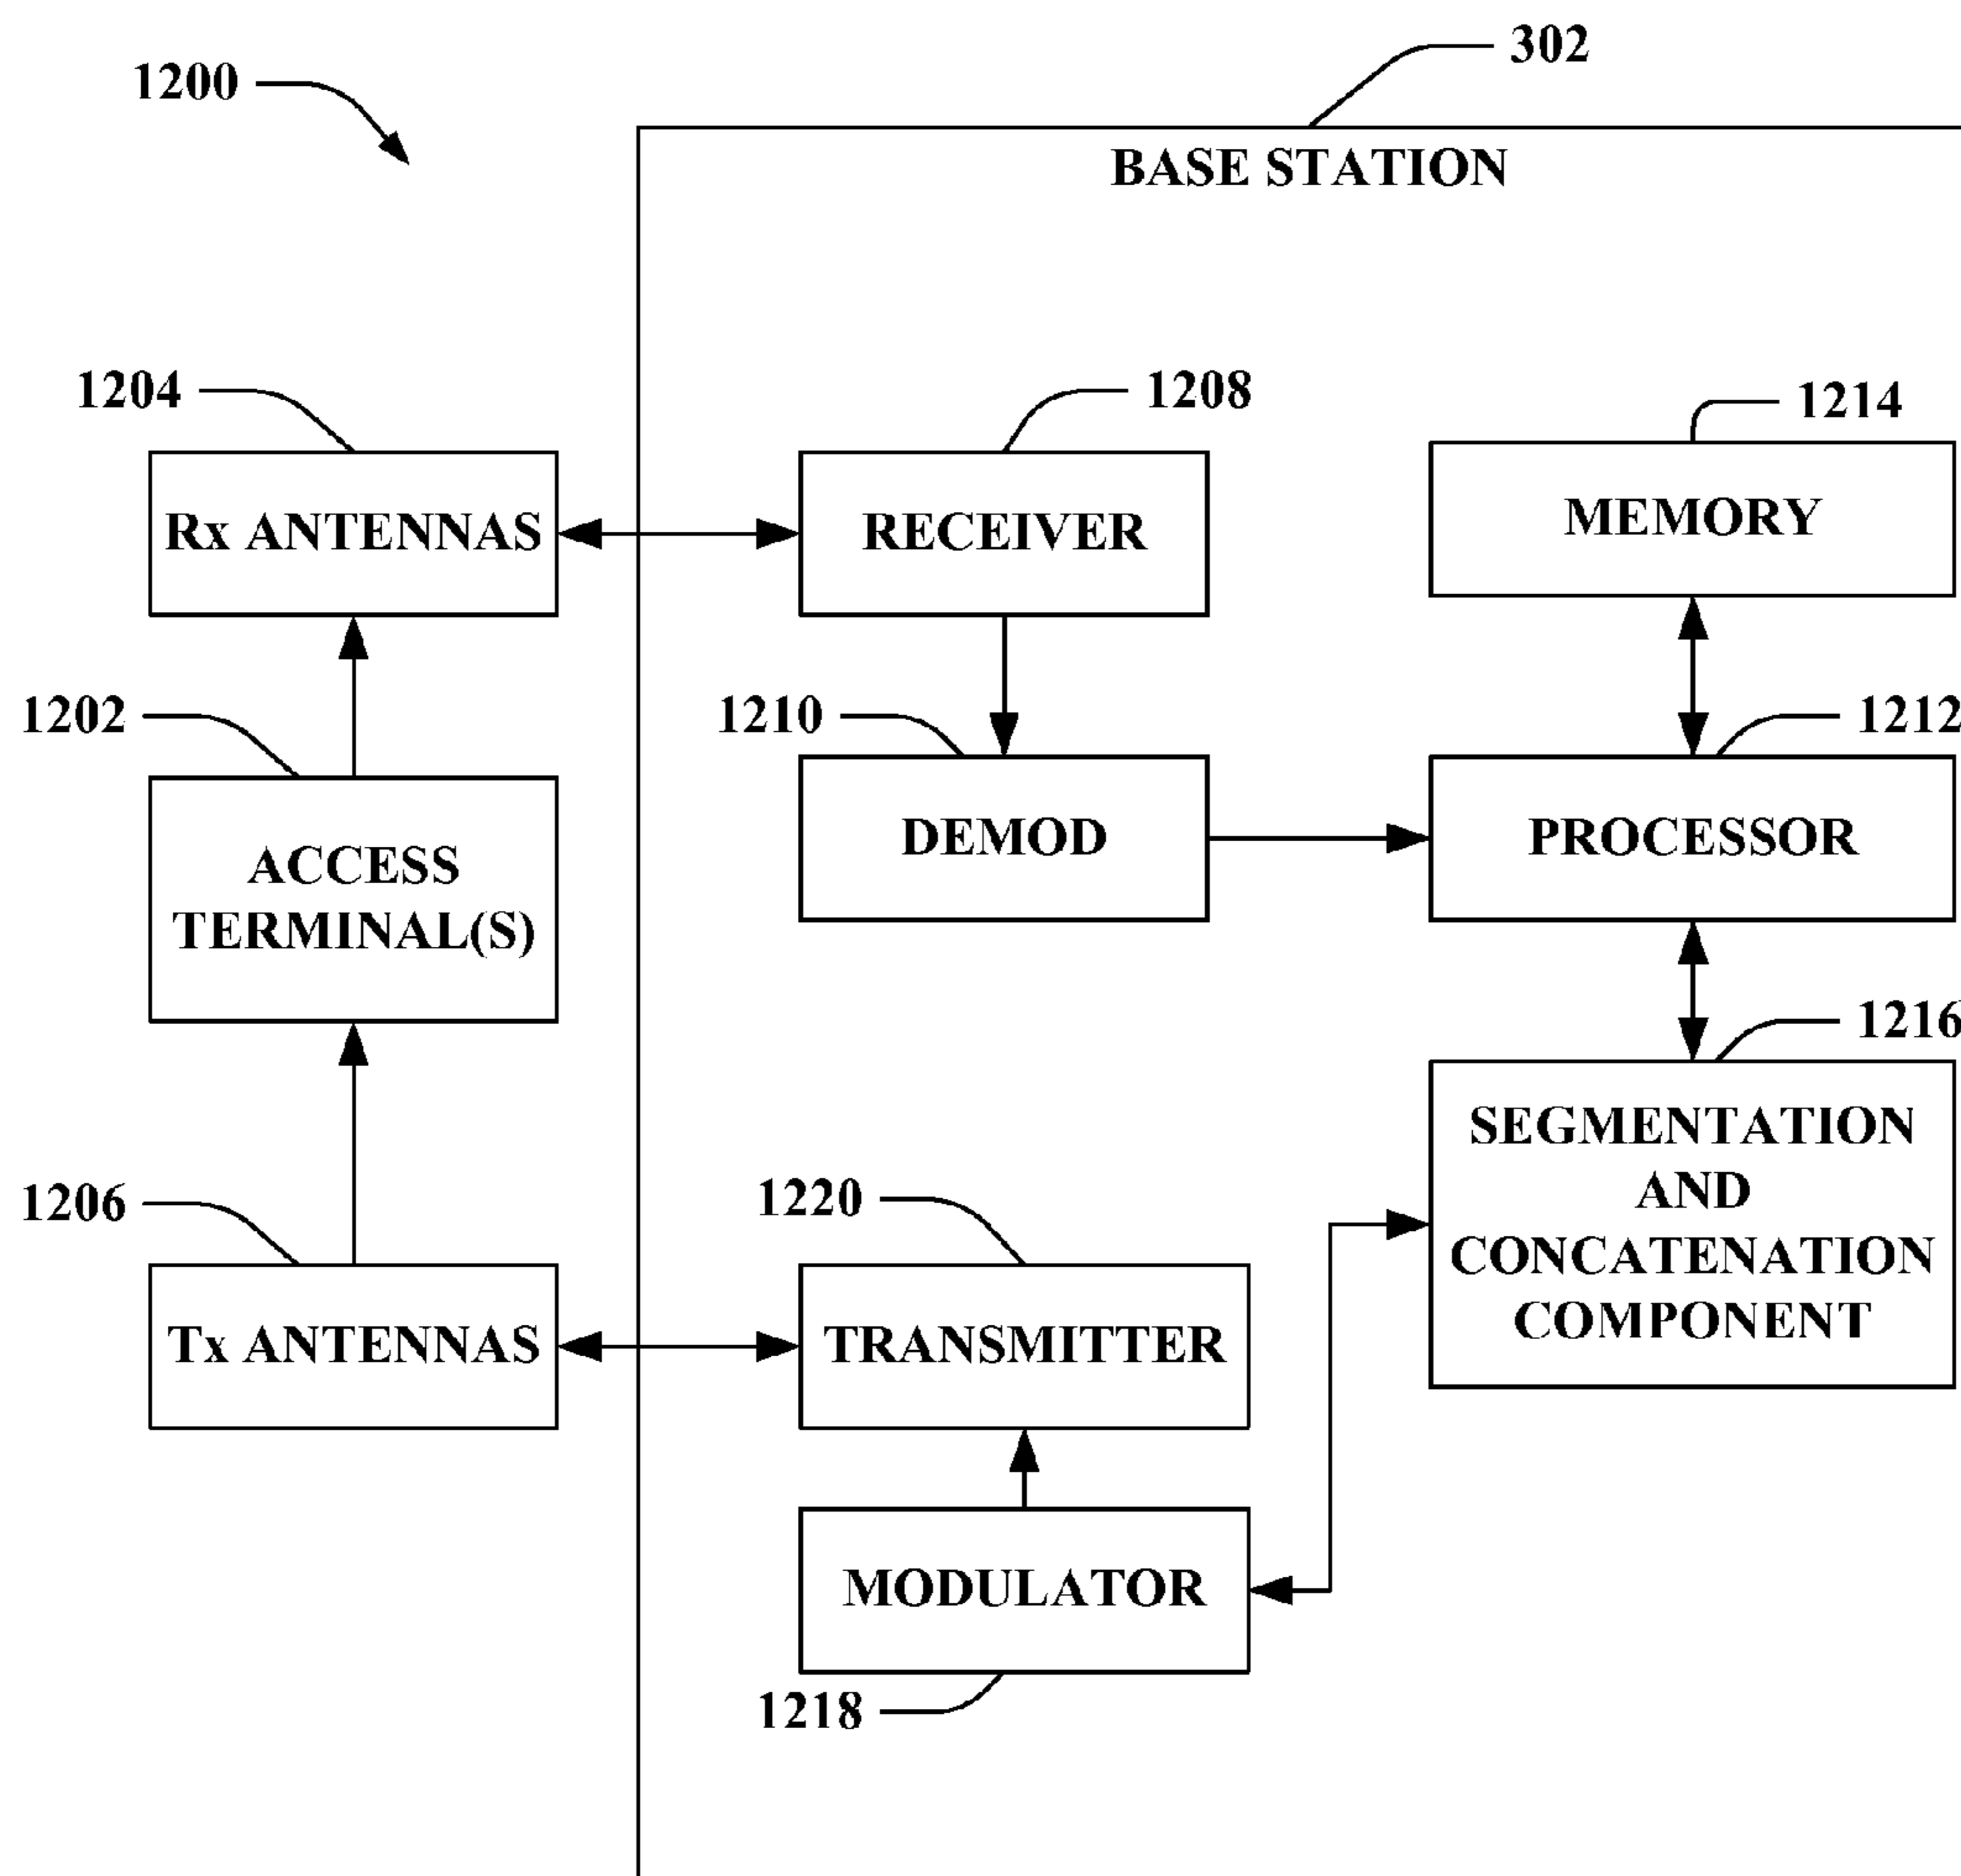 302
1200
BASE STATION
1204
1208
1214
Rx ANTENNAS
RECEIVER
MEMORY
1202
1210
1212
ACCESS
TERMINAL(S)
DEMOD
PROCESSOR
1216
1206
1220
SEGMENTATION
AND
CONCATENATION
COMPONENT
Tx ANTENNAS
TRANSMITTER
MODULATOR
1218